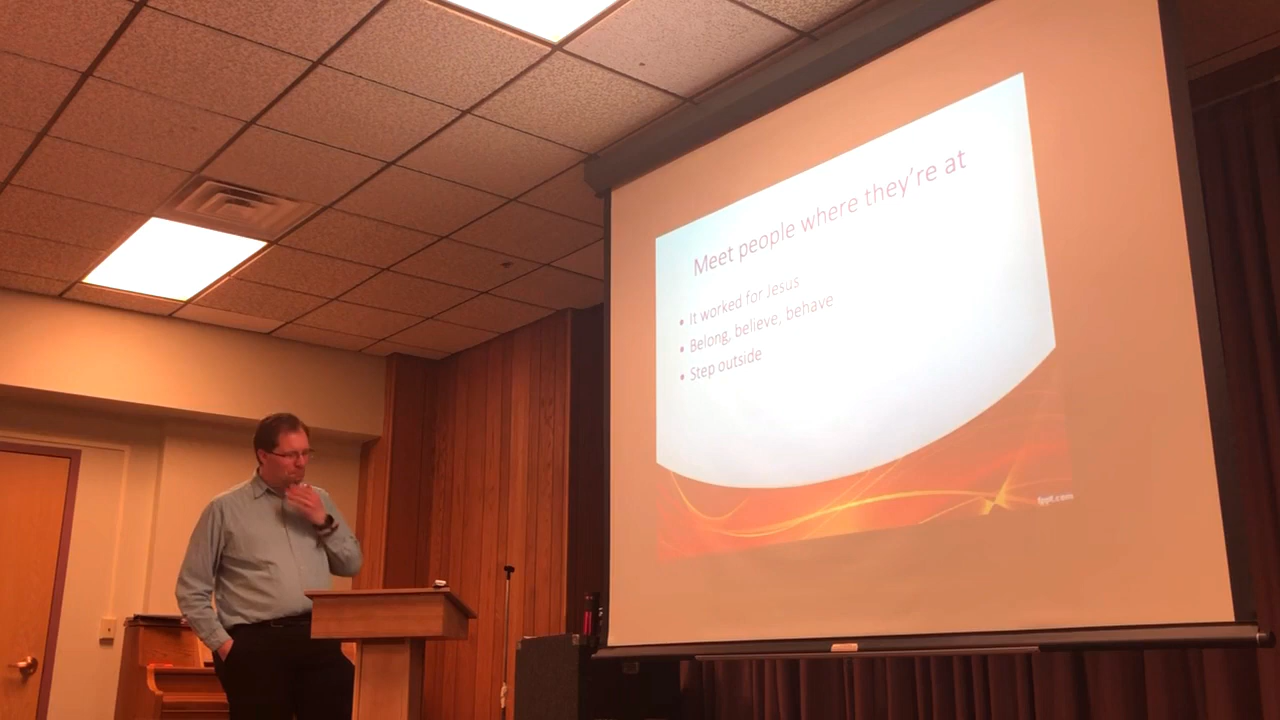 Meet people where they're at
• It worked for Jesus
• Belong, believe, behave
• Step outside
fppt.com